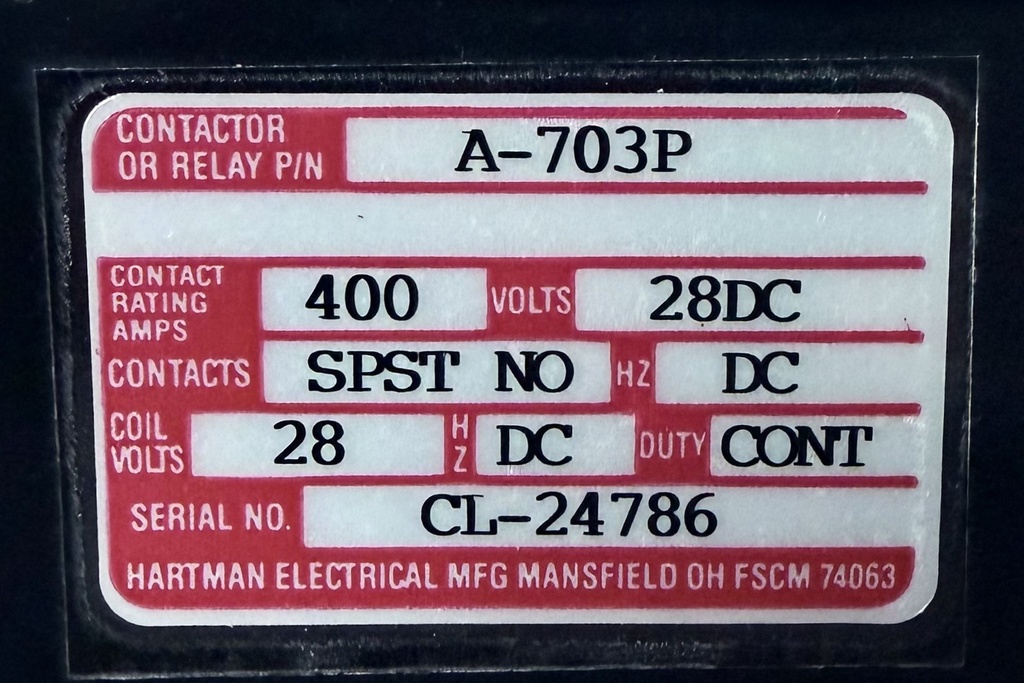 CONTACTOR OR RELAY P/N A-703P
CONTACT RATING AMPS 400 VOLTS 28DC
CONTACTS SPST NO HZ DC
COIL VOLTS 28 HZ DC DUTY CONT
SERIAL NO. CL-24786
HARTMAN ELECTRICAL MFG MANSFIELD OH FSCM 74063